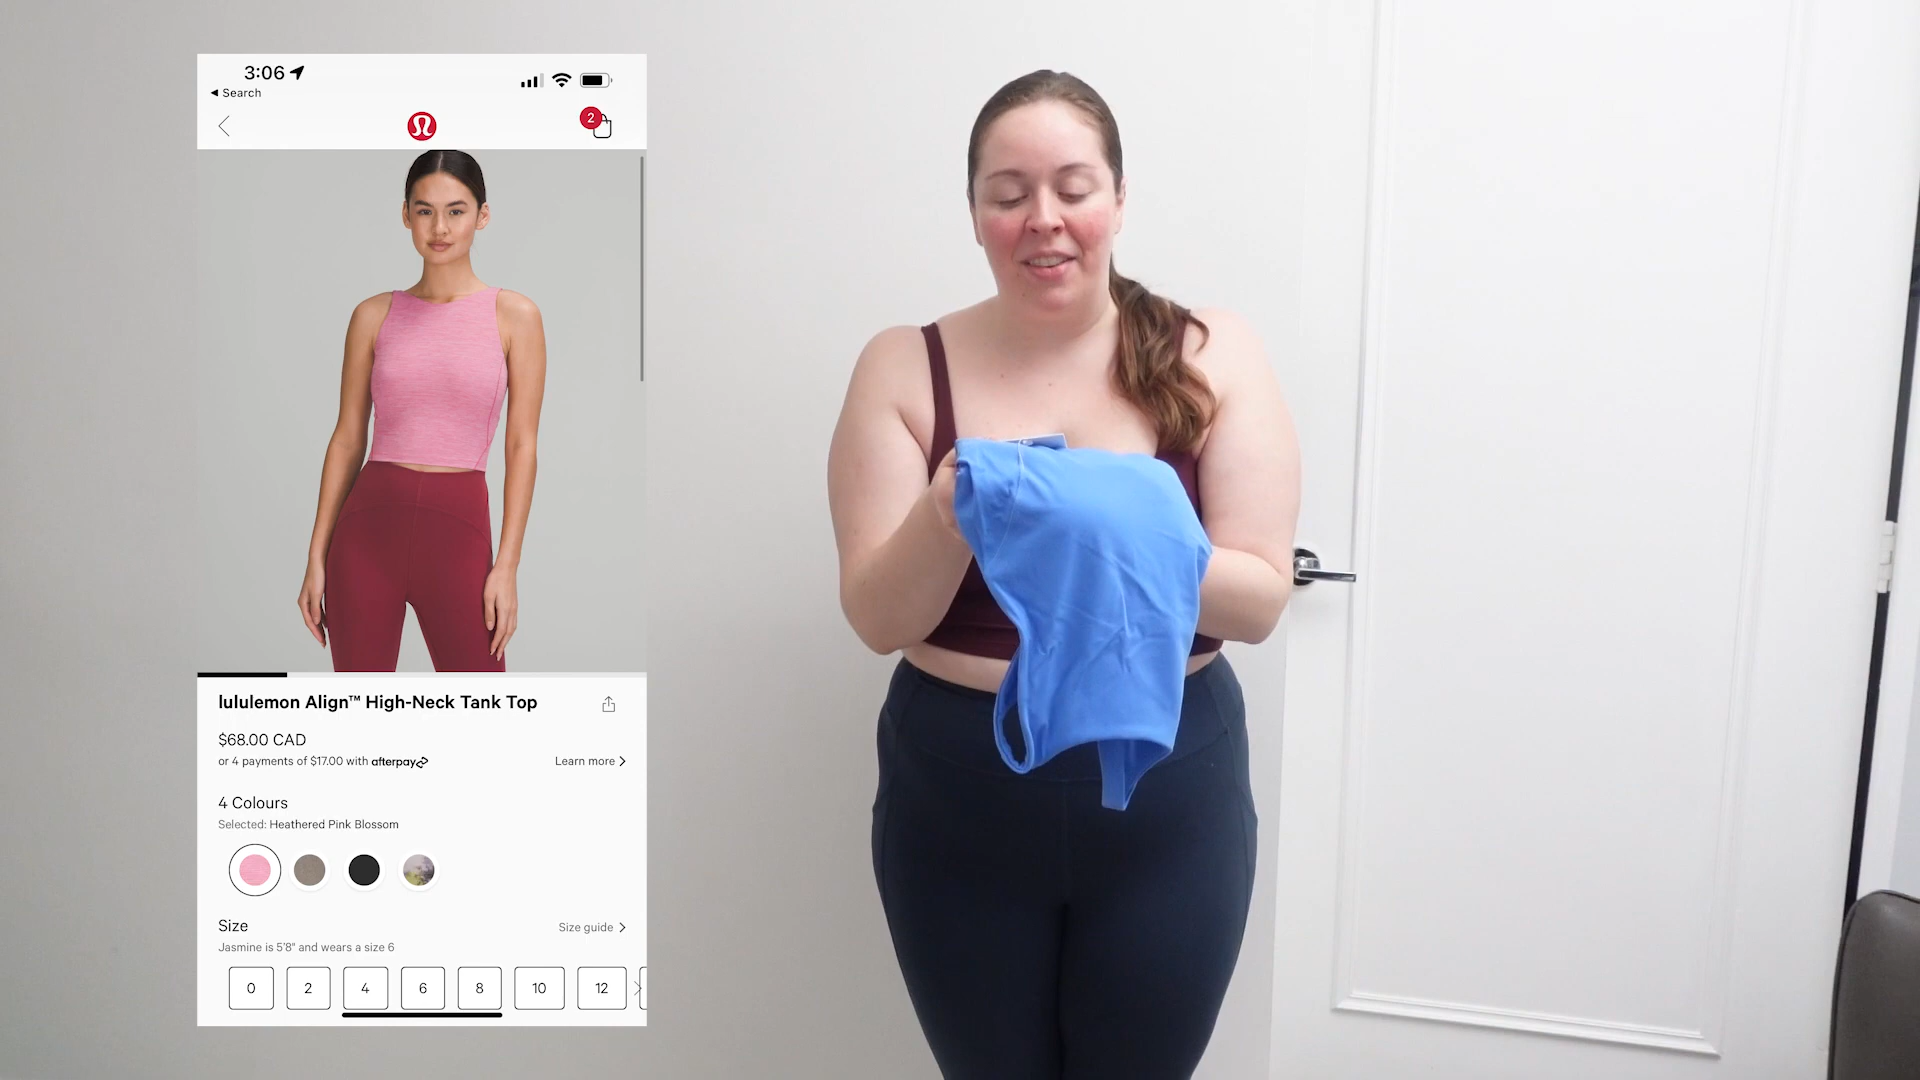 3:06
◀ Search
2
lululemon Align™ High-Neck Tank Top
$68.00 CAD
or 4 payments of $17.00 with afterpay
Learn more
4 Colours
Selected: Heathered Pink Blossom
Size
Size guide
Jasmine is 5'8" and wears a size 6
0 2 4 6 8 10 12